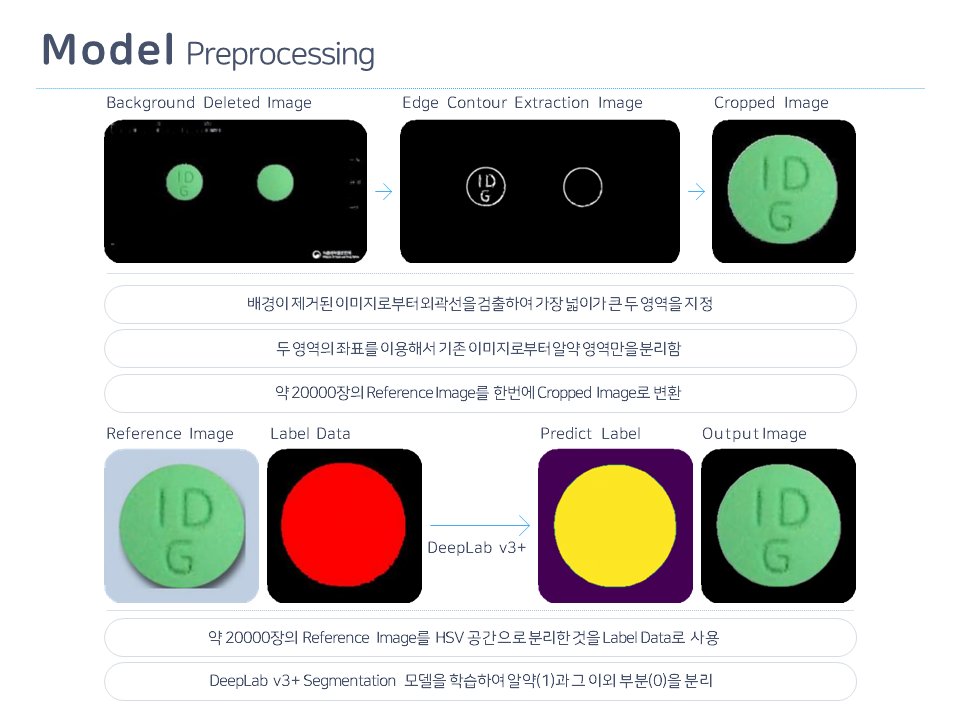 Model Preprocessing
Background Deleted Image
Edge Contour Extraction Image
Cropped Image
ID
G
ID
G
ID
G
배경이 제거된 이미지로부터 외곽선을 검출하여 가장 넓이가 큰 두 영역을 지정
두 영역의 좌표를 이용해서 기존 이미지로부터 알약 영역만을 분리함
약 20000장의 Reference Image를 한번에 Cropped Image로 변환
Reference Image
Label Data
Predict Label
Output Image
ID
G
DeepLab v3+
ID
G
약 20000장의 Reference Image를 HSV 공간으로 분리한 것을 Label Data로 사용
DeepLab v3+ Segmentation 모델을 학습하여 알약(1)과 그 이외 부분(0)을 분리